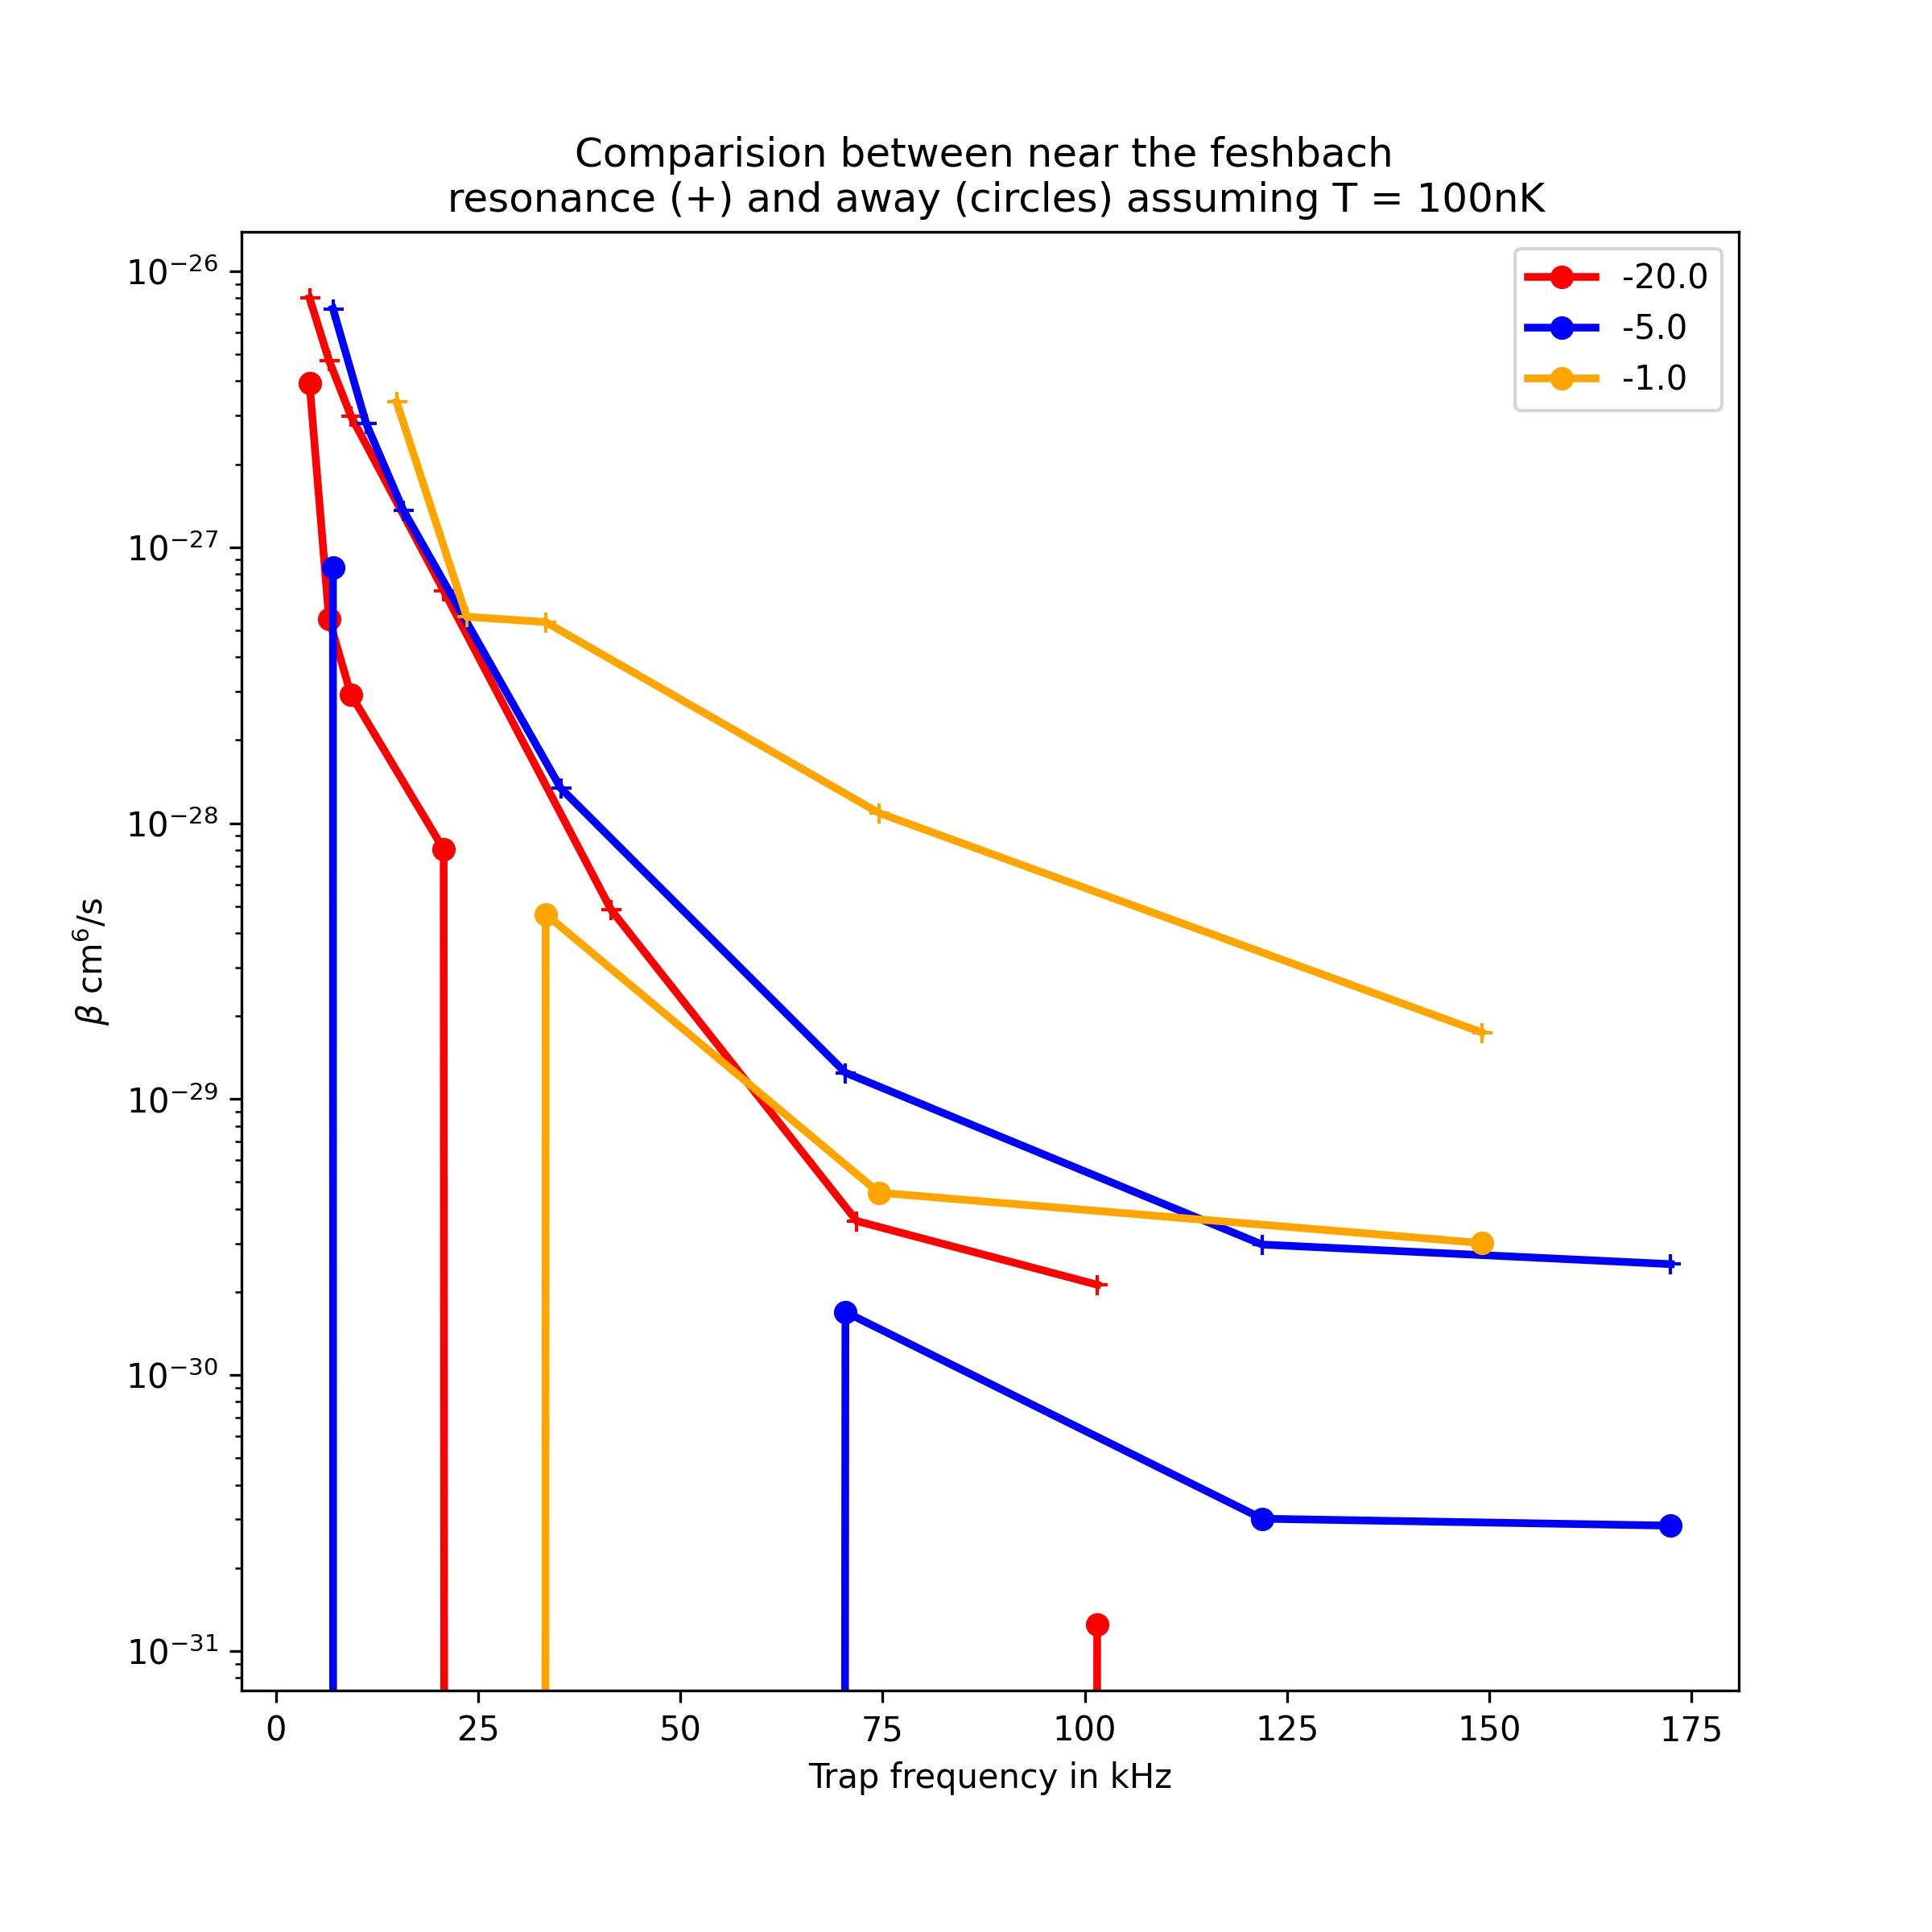 Comparision between near the feshbach
resonance (+) and away (circles) assuming T = 100nK
-20.0
-5.0
-1.0
10⁻²⁶
10⁻²⁷
10⁻²⁸
10⁻²⁹
10⁻³⁰
10⁻³¹
β cm⁶/s
0 25 50 75 100 125 150 175
Trap frequency in kHz